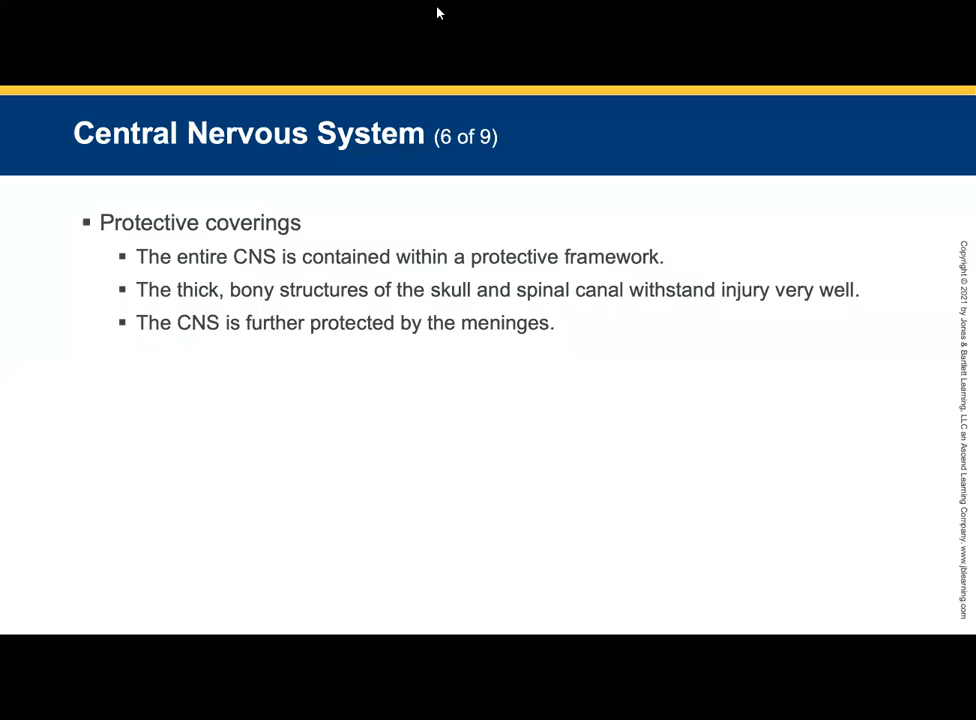 Central Nervous System (6 of 9)
▪ Protective coverings
▪ The entire CNS is contained within a protective framework.
▪ The thick, bony structures of the skull and spinal canal withstand injury very well.
▪ The CNS is further protected by the meninges.
Copyright © 2021 by Jones & Bartlett Learning, LLC an Ascend Learning Company. www.jblearning.com